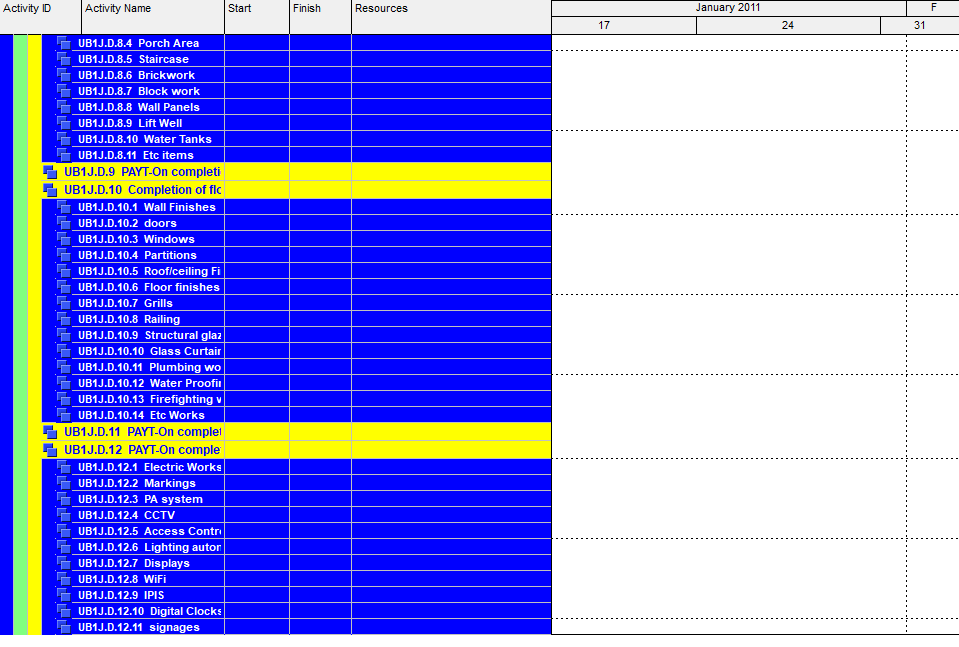 Activity ID Activity Name Start Finish Resources January 2011 F
17 24 31
UB1J.D.8.4 Porch Area
UB1J.D.8.5 Staircase
UB1J.D.8.6 Brickwork
UB1J.D.8.7 Block work
UB1J.D.8.8 Wall Panels
UB1J.D.8.9 Lift Well
UB1J.D.8.10 Water Tanks
UB1J.D.8.11 Etc items
UB1J.D.9 PAYT-On completi
UB1J.D.10 Completion of flo
UB1J.D.10.1 Wall Finishes
UB1J.D.10.2 doors
UB1J.D.10.3 Windows
UB1J.D.10.4 Partitions
UB1J.D.10.5 Roof/ceiling Fi
UB1J.D.10.6 Floor finishes
UB1J.D.10.7 Grills
UB1J.D.10.8 Railing
UB1J.D.10.9 Structural glaz
UB1J.D.10.10 Glass Curtain
UB1J.D.10.11 Plumbing wo
UB1J.D.10.12 Water Proofin
UB1J.D.10.13 Firefighting w
UB1J.D.10.14 Etc Works
UB1J.D.11 PAYT-On complet
UB1J.D.12 PAYT-On comple
UB1J.D.12.1 Electric Works
UB1J.D.12.2 Markings
UB1J.D.12.3 PA system
UB1J.D.12.4 CCTV
UB1J.D.12.5 Access Contro
UB1J.D.12.6 Lighting autom
UB1J.D.12.7 Displays
UB1J.D.12.8 WiFi
UB1J.D.12.9 IPIS
UB1J.D.12.10 Digital Clocks
UB1J.D.12.11 signages